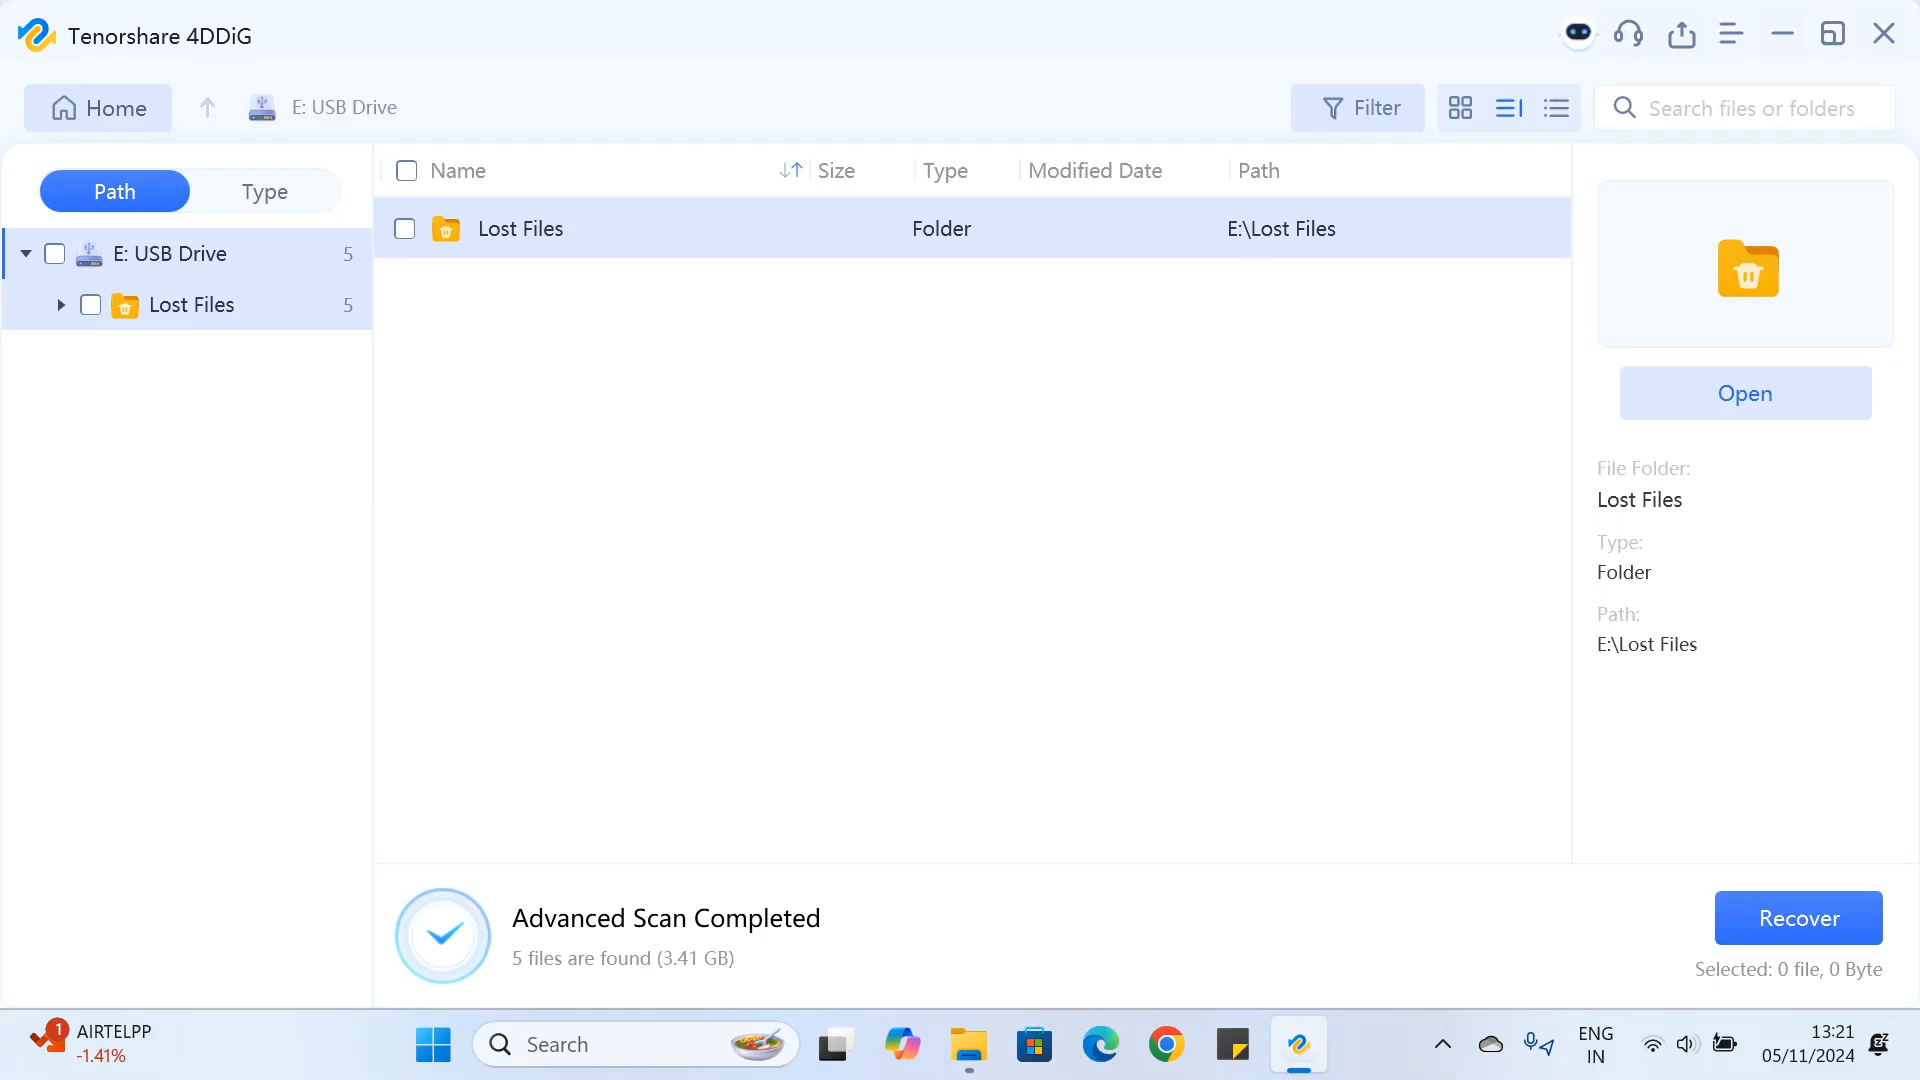 Tenorshare 4DDiG
Home
E: USB Drive
Filter
Search files or folders
Path
Type
E: USB Drive 5
Lost Files 5
Name Size Type Modified Date Path
Lost Files Folder E:\Lost Files
Open
File Folder:
Lost Files
Type:
Folder
Path:
E:\Lost Files
Advanced Scan Completed
5 files are found (3.41 GB)
Recover
Selected: 0 file, 0 Byte
1
AIRTELPP
-1.41%
Search
ENG
IN
13:21
05/11/2024